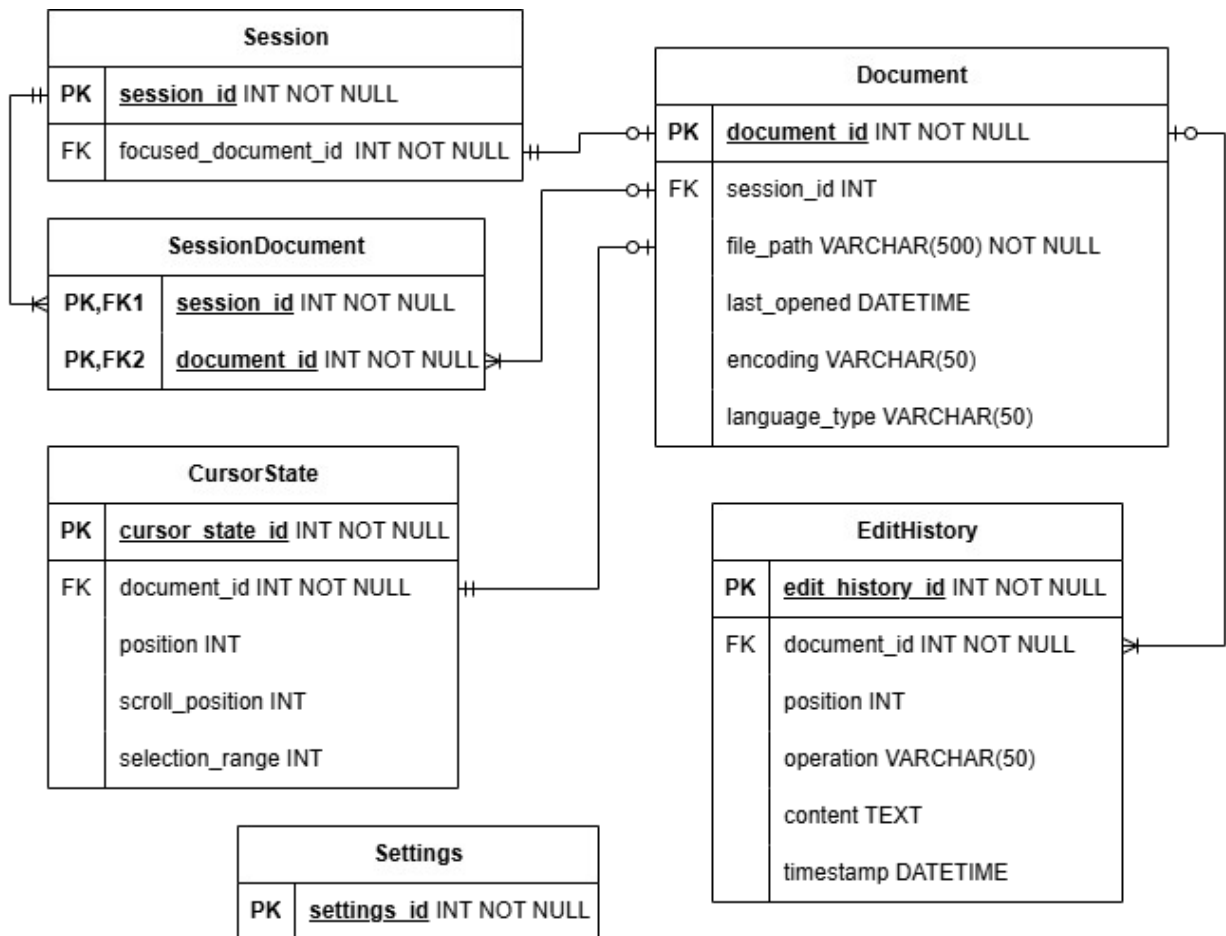 Session
PK session_id INT NOT NULL
FK focused_document_id INT NOT NULL
SessionDocument
PK,FK1 session_id INT NOT NULL
PK,FK2 document_id INT NOT NULL
CursorState
PK cursor_state_id INT NOT NULL
FK document_id INT NOT NULL
position INT
scroll_position INT
selection_range INT
Settings
PK settings_id INT NOT NULL
Document
PK document_id INT NOT NULL
FK session_id INT
file_path VARCHAR(500) NOT NULL
last_opened DATETIME
encoding VARCHAR(50)
language_type VARCHAR(50)
EditHistory
PK edit_history_id INT NOT NULL
FK document_id INT NOT NULL
position INT
operation VARCHAR(50)
content TEXT
timestamp DATETIME